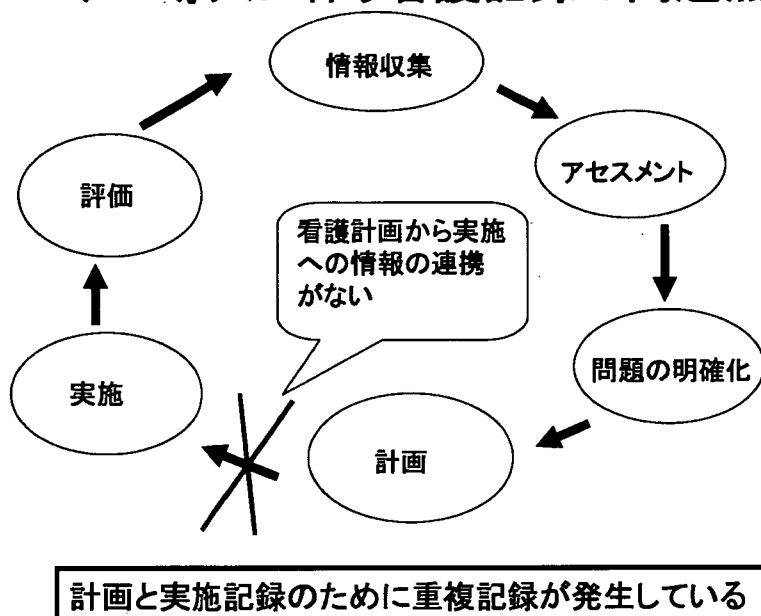 情報収集
アセスメント
評価
看護計画から実施
への情報の連携
がない
問題の明確化
実施
計画
計画と実施記録のために重複記録が発生している